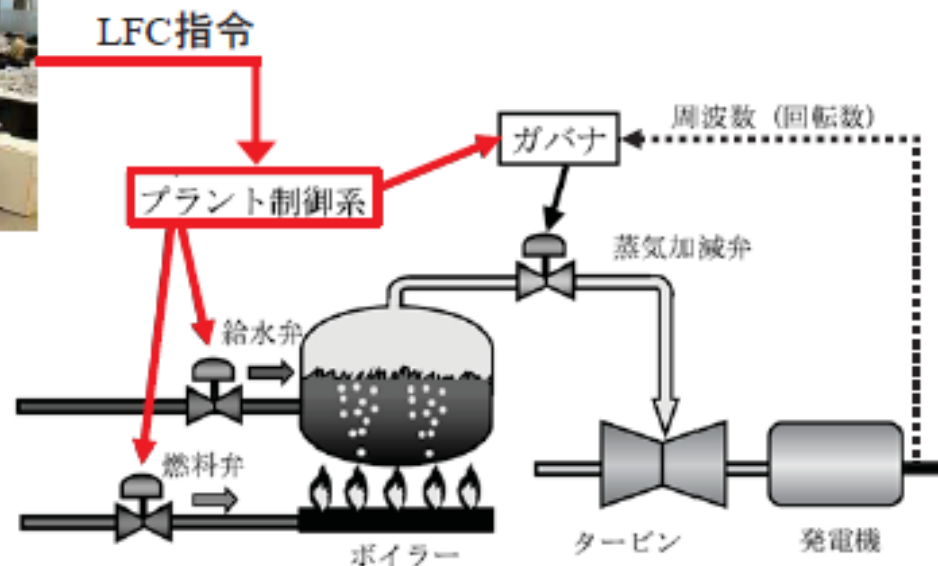 LFC指令
周波数 (回転数)
ガバナ
プラント制御系
蒸気加減弁
給水弁
燃料弁
ボイラー
タービン
発電機